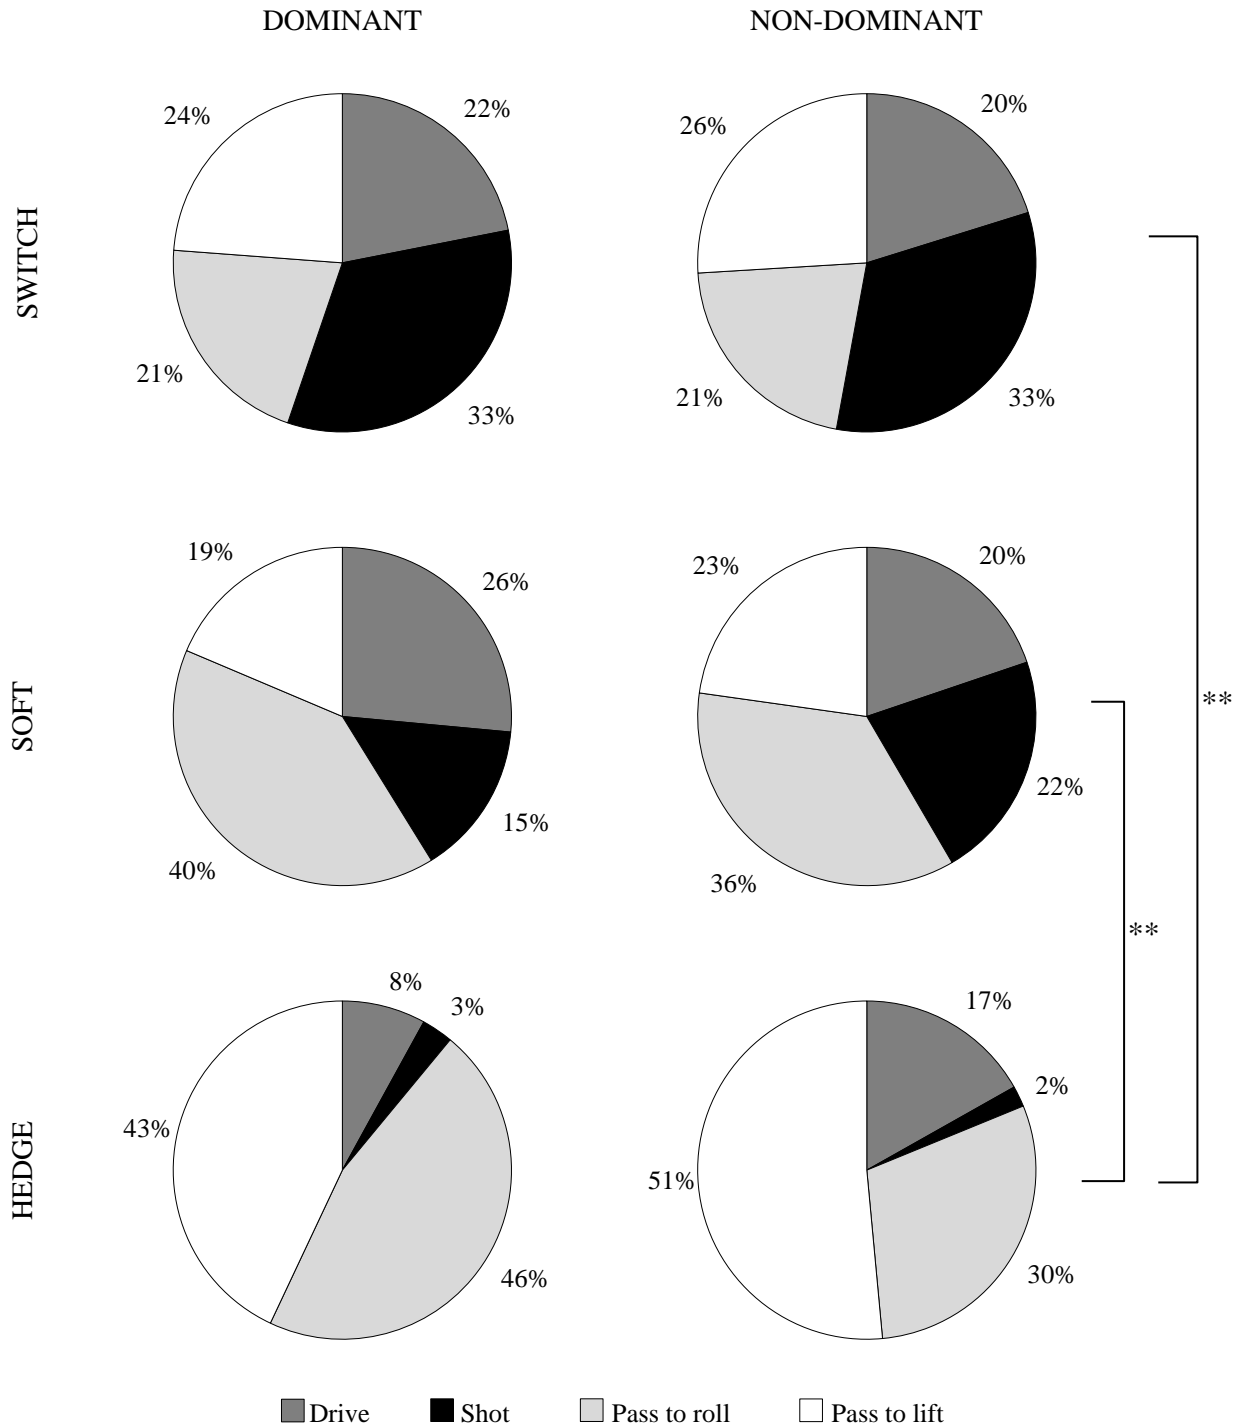 DOMINANT NON-DOMINANT
SWITCH
24% 22%
21% 33%
26% 20%
21% 33%
SOFT
19% 26%
40% 15%
23% 20%
36% 22%
**
**
HEDGE
8% 3%
43% 46%
17% 2%
51% 30%
Drive Shot Pass to roll Pass to lift